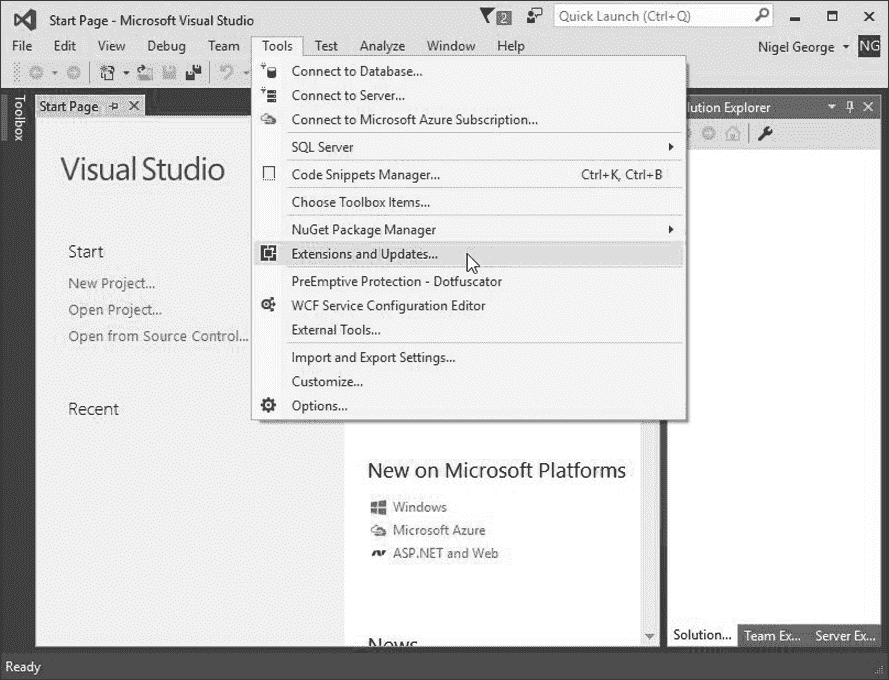 Start Page - Microsoft Visual Studio
2
Quick Launch (Ctrl+Q)
File Edit View Debug Team Tools Test Analyze Window Help
Nigel George
NG
Toolbox
Start Page
Visual Studio
Start
New Project...
Open Project...
Open from Source Control...
Recent
Connect to Database...
Connect to Server...
Connect to Microsoft Azure Subscription...
SQL Server
Code Snippets Manager... Ctrl+K, Ctrl+B
Choose Toolbox Items...
NuGet Package Manager
Extensions and Updates...
PreEmptive Protection - Dotfuscator
WCF Service Configuration Editor
External Tools...
Import and Export Settings...
Customize...
Options...
New on Microsoft Platforms
Windows
Microsoft Azure
ASP.NET and Web
News
lution Explorer
Solution... Team Ex... Server Ex...
Ready